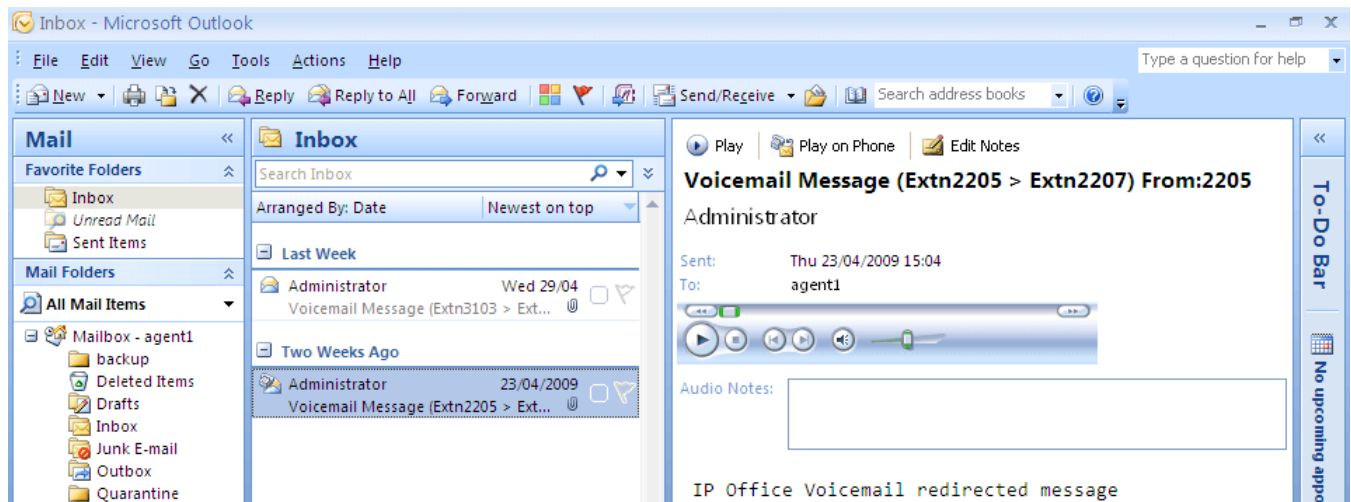 Inbox - Microsoft Outlook
File Edit View Go Tools Actions Help
Type a question for help
New Reply Reply to All Forward Send/Receive Search address books
Mail
Favorite Folders
Inbox
Unread Mail
Sent Items
Mail Folders
All Mail Items
Mailbox - agent1
backup
Deleted Items
Drafts
Inbox
Junk E-mail
Outbox
Quarantine
Inbox
Search Inbox
Arranged By: Date Newest on top
Last Week
Administrator Wed 29/04
Voicemail Message (Extn3103 > Ext...
Two Weeks Ago
Administrator 23/04/2009
Voicemail Message (Extn2205 > Ext...
Play Play on Phone Edit Notes
Voicemail Message (Extn2205 > Extn2207) From:2205
Administrator
Sent: Thu 23/04/2009 15:04
To: agent1
Audio Notes:
IP Office Voicemail redirected message
To-Do Bar
No upcoming appo